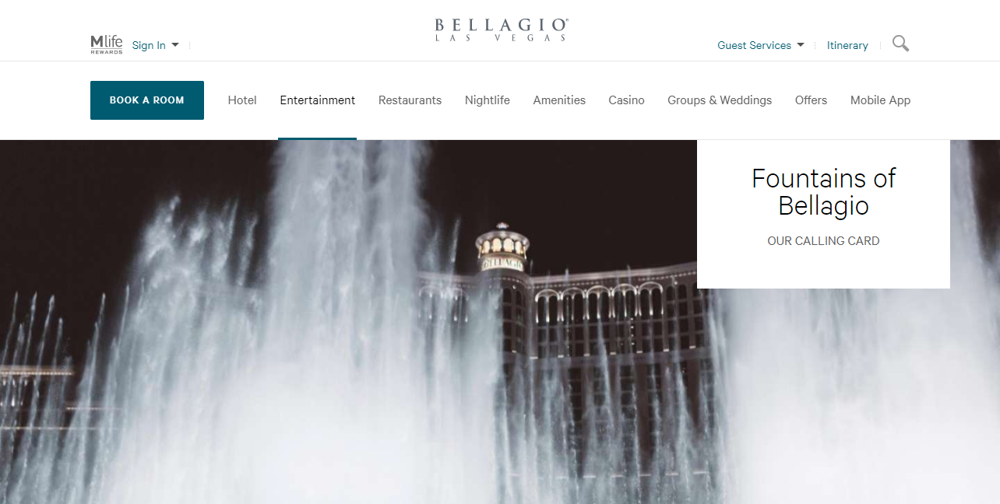 BELLAGIO®
LAS VEGAS
Mlife
REWARDS
Sign In
Guest Services
Itinerary
BOOK A ROOM
Hotel
Entertainment
Restaurants
Nightlife
Amenities
Casino
Groups & Weddings
Offers
Mobile App
Fountains of
Bellagio
OUR CALLING CARD
BELLAGIO